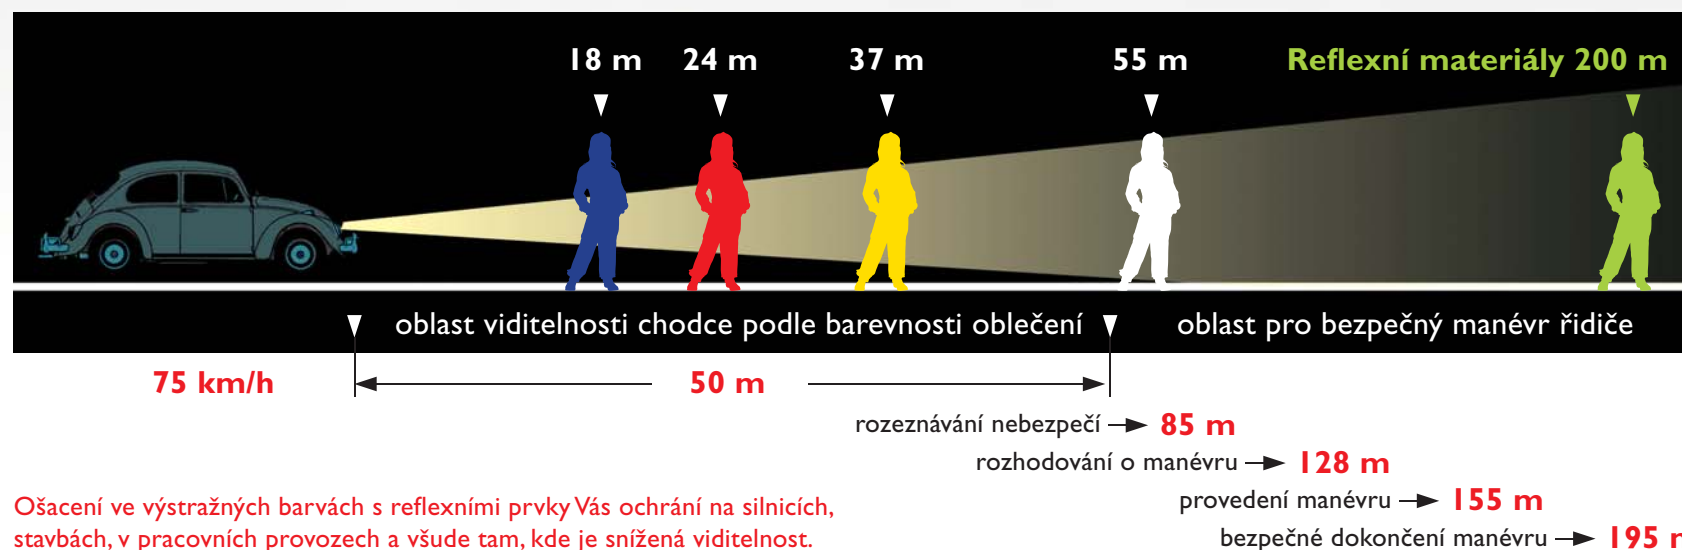 18 m 24 m 37 m 55 m Reflexní materiály 200 m
oblast viditelnosti chodce podle barevnosti oblečení oblast pro bezpečný manévr řidiče
75 km/h 50 m
rozeznávání nebezpečí 85 m
rozhodování o manévru 128 m
provedení manévru 155 m
bezpečné dokončení manévru 195 m
Ošacení ve výstražných barvách s reflexními prvky Vás ochrání na silnicích,
stavbách, v pracovních provozech a všude tam, kde je snížená viditelnost.